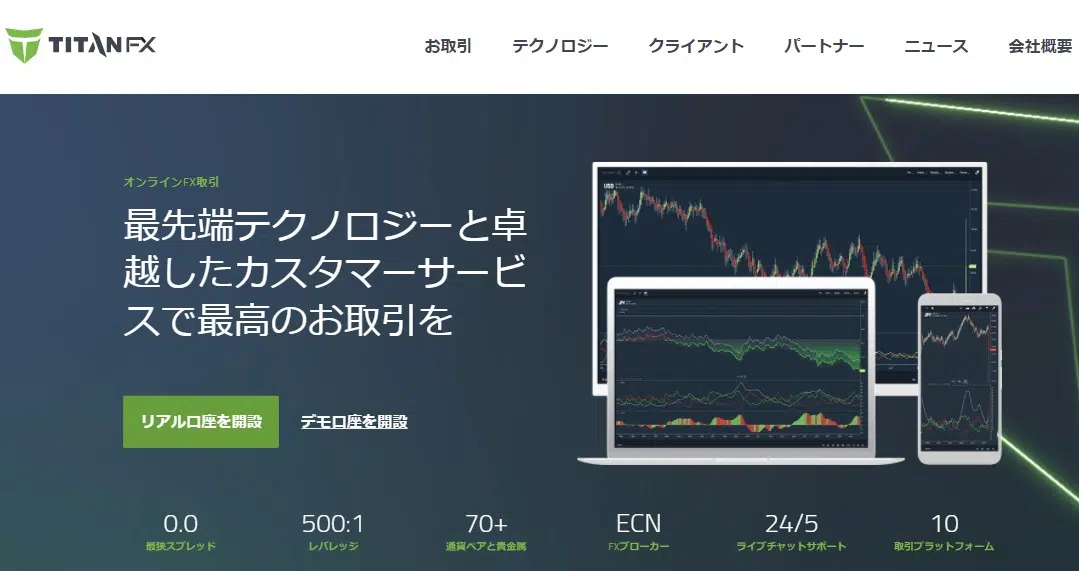 TITANFX
お取引 テクノロジー クライアント パートナー ニュース 会社概要
オンラインFX取引
最先端テクノロジーと卓
越したカスタマーサービ
スで最高のお取引を
リアル口座を開設 デモ口座を開設
USD
0.0 500:1 70+ ECN 24/5 10
最狭スプレッド レバレッジ 通貨ペアと貴金属 FXブローカー ライブチャットサポート 取引プラットフォーム